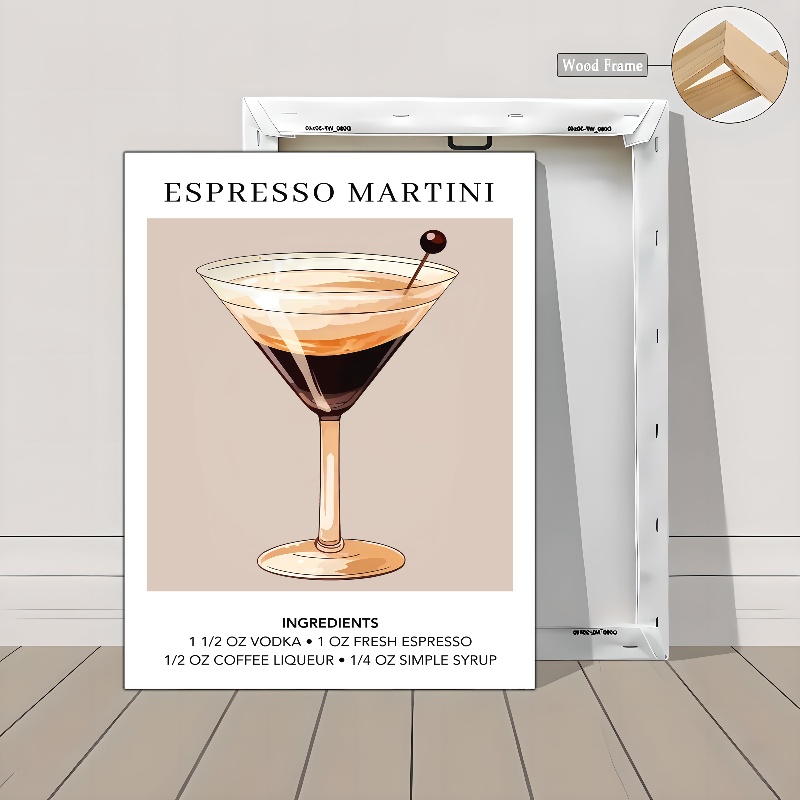 Wood Frame
ESPRESSO MARTINI
INGREDIENTS
1 1/2 OZ VODKA • 1 OZ FRESH ESPRESSO
1/2 OZ COFFEE LIQUEUR • 1/4 OZ SIMPLE SYRUP